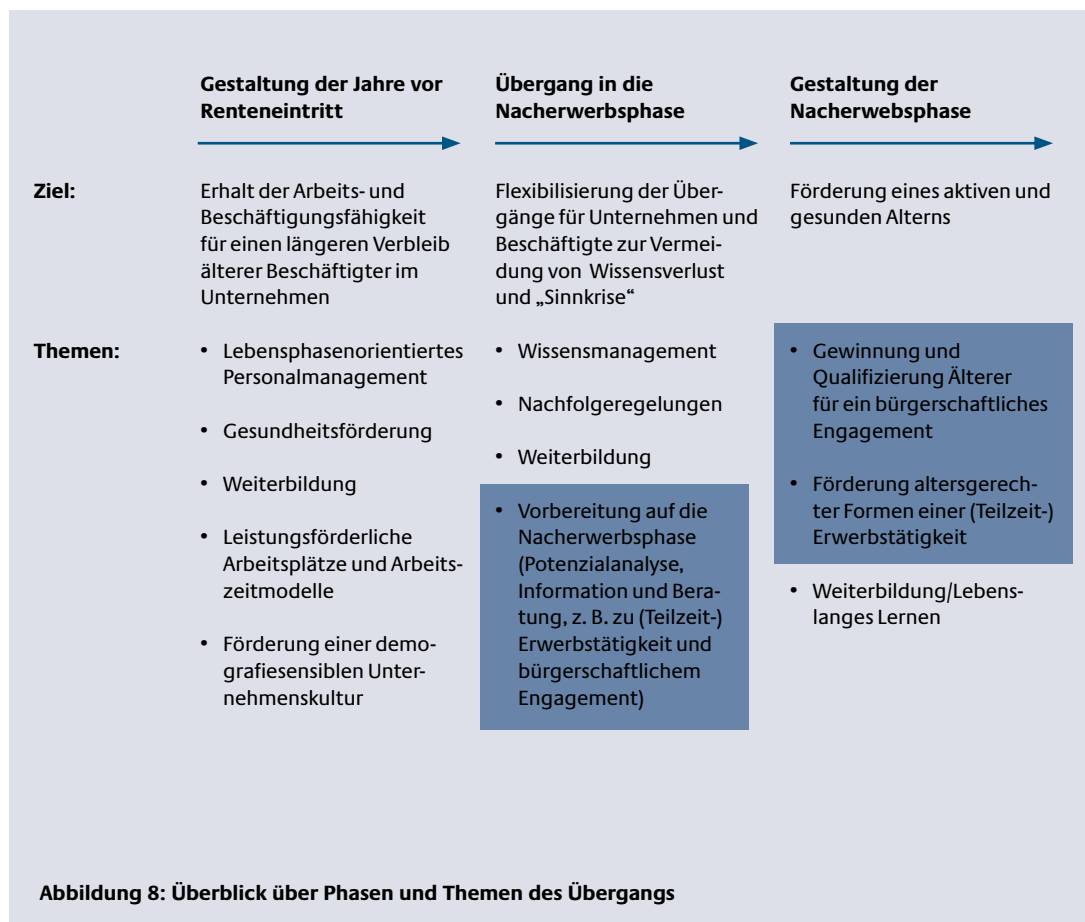 Gestaltung der Jahre vor
Renteneintritt
Übergang in die
Nacherwerbsphase
Gestaltung der
Nacherwebsphase
Ziel:
Erhalt der Arbeits- und
Beschäftigungsfähigkeit
für einen längeren Verbleib
älterer Beschäftigter im
Unternehmen
Flexibilisierung der Über-
gänge für Unternehmen und
Beschäftigte zur Vermei-
dung von Wissensverlust
und „Sinnkrise“
Förderung eines aktiven und
gesunden Alterns
Themen:
• Lebensphasenorientiertes
Personalmanagement
• Gesundheitsförderung
• Weiterbildung
• Leistungsförderliche
Arbeitsplätze und Arbeits-
zeitmodelle
• Förderung einer demo-
grafiesensiblen Unter-
nehmenskultur
• Wissensmanagement
• Nachfolgeregelungen
• Weiterbildung
• Vorbereitung auf die
Nacherwerbsphase
(Potenzialanalyse,
Information und Bera-
tung, z. B. zu (Teilzeit-)
Erwerbstätigkeit und
bürgerschaftlichem
Engagement)
• Gewinnung und
Qualifizierung Älterer
für ein bürgerschaftliches
Engagement
• Förderung altersgerech-
ter Formen einer (Teilzeit-)
Erwerbstätigkeit
• Weiterbildung/Lebens-
langes Lernen
Abbildung 8: Überblick über Phasen und Themen des Übergangs